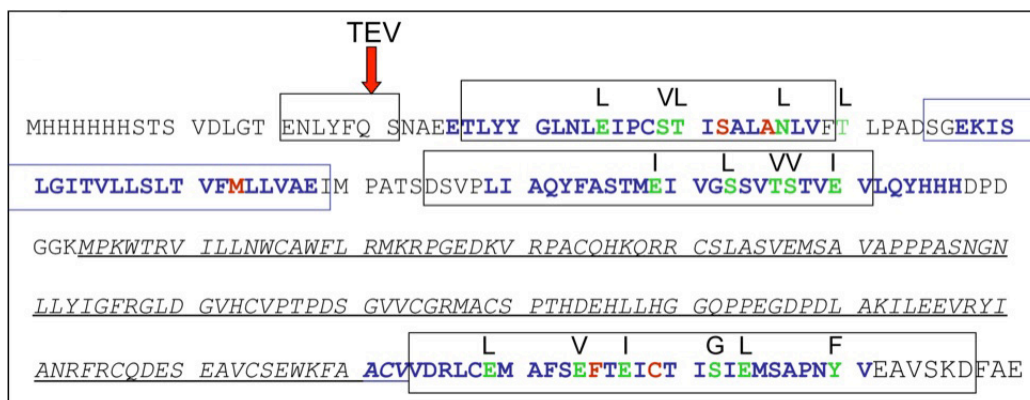 TEV
L VL L L
MHHHHHHSTS VDLGT ENLYFQ SNAEETLYY GLNLEIPCST ISALANLVFT LPADSGEKIS
LGITVLLSLT VFMLLVAEIM PATSDSVPLI AQYFASTMEI VGSSVTSTVE VLQYHHHDPD
I L VV I
GGKMPKWTRV ILLNWCAWFL RMKRPGEDKV RPACQHKQRR CSLASVEMSA VAPPPASNGN
LLYIGFRGLD GVHCVPTPDS GVVCGRMACS PTHDEHLLHG GQPPEGDPDL AKILEEVRYI
L V I G L F
ANRFRCQDES EAVCSEWKFA ACVVDRLCEM AFSEFTEICT ISIEMSAPNY VEAVSKDFAE